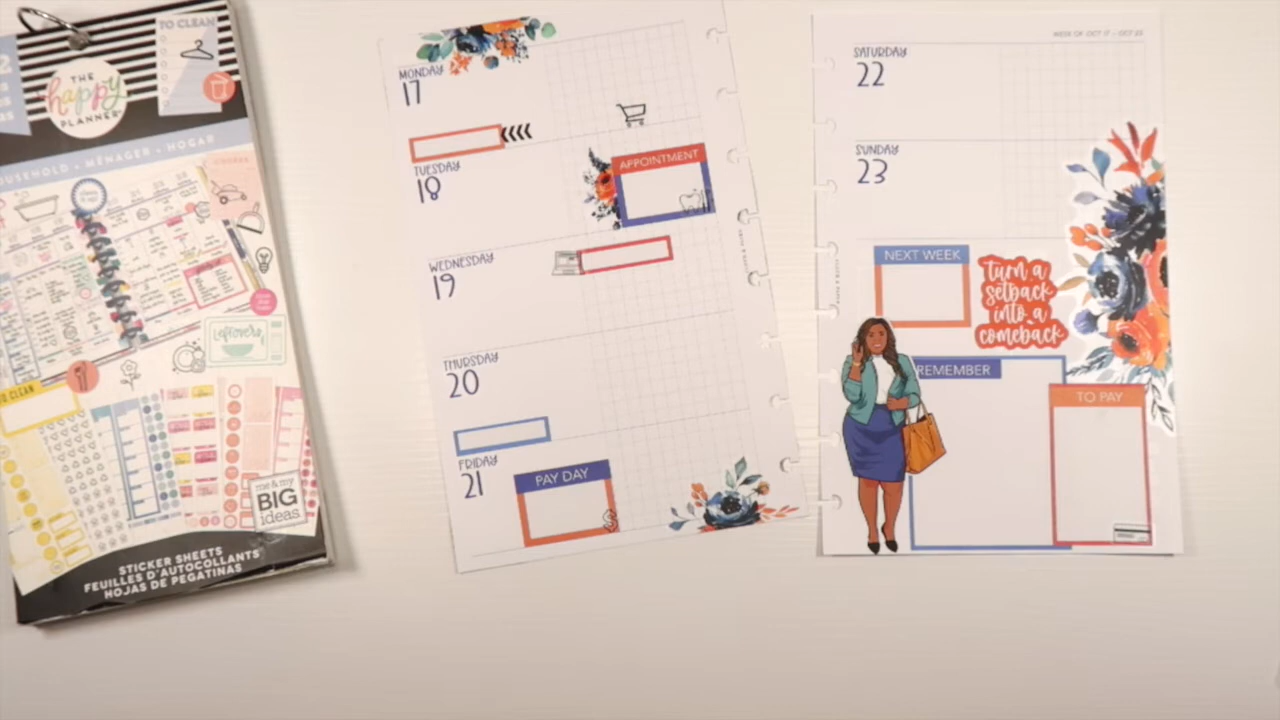 TO CLEAN
THE
happy
PLANNER
HOUSEHOLD • MÉNAGER • HOGAR
leftovers
TO CLEAN
me & my
BIG
ideas
STICKER SHEETS
FEUILLES D'AUTOCOLLANTS
HOJAS DE PEGATINAS
MONDAY
17
TUESDAY
18
APPOINTMENT
WEDNESDAY
19
THURSDAY
20
FRIDAY
21
PAY DAY
$
WEEK OF OCT 17 - OCT 23
SATURDAY
22
SUNDAY
23
NEXT WEEK
turn a
setback
into a
comeback
REMEMBER
TO PAY